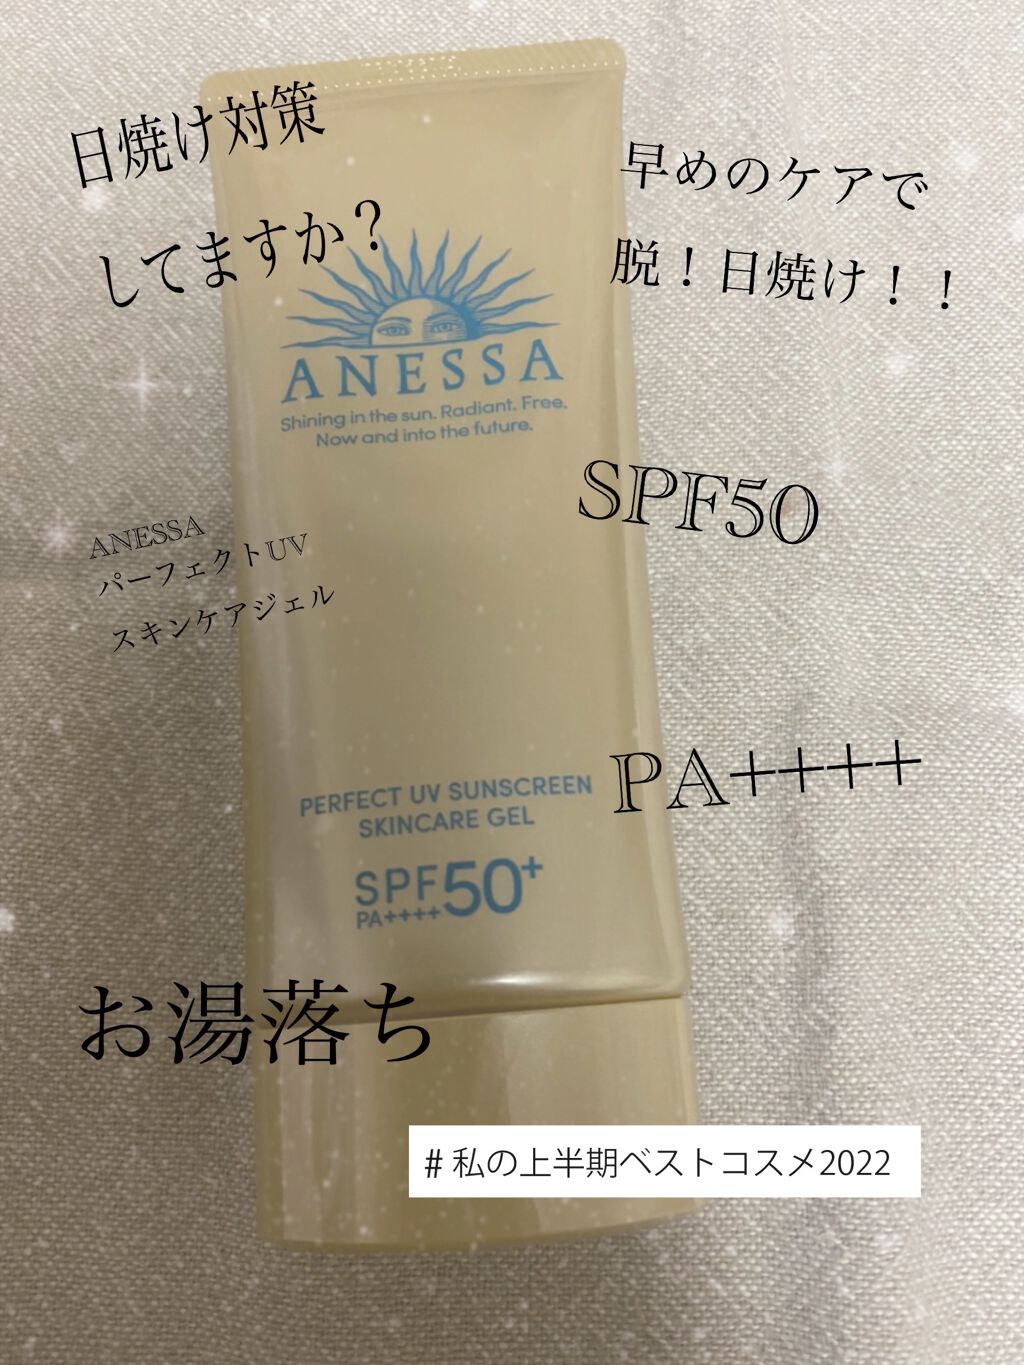 日焼け対策
してますか？
早めのケアで
脱！日焼け！！
ANESSA
Shining in the sun. Radiant. Free.
Now and into the future.
SPF50
ANESSA
パーフェクトUV
スキンケアジェル
PA++++
PERFECT UV SUNSCREEN
SKINCARE GEL
SPF50+
PA++++
お湯落ち
#私の上半期ベストコスメ2022